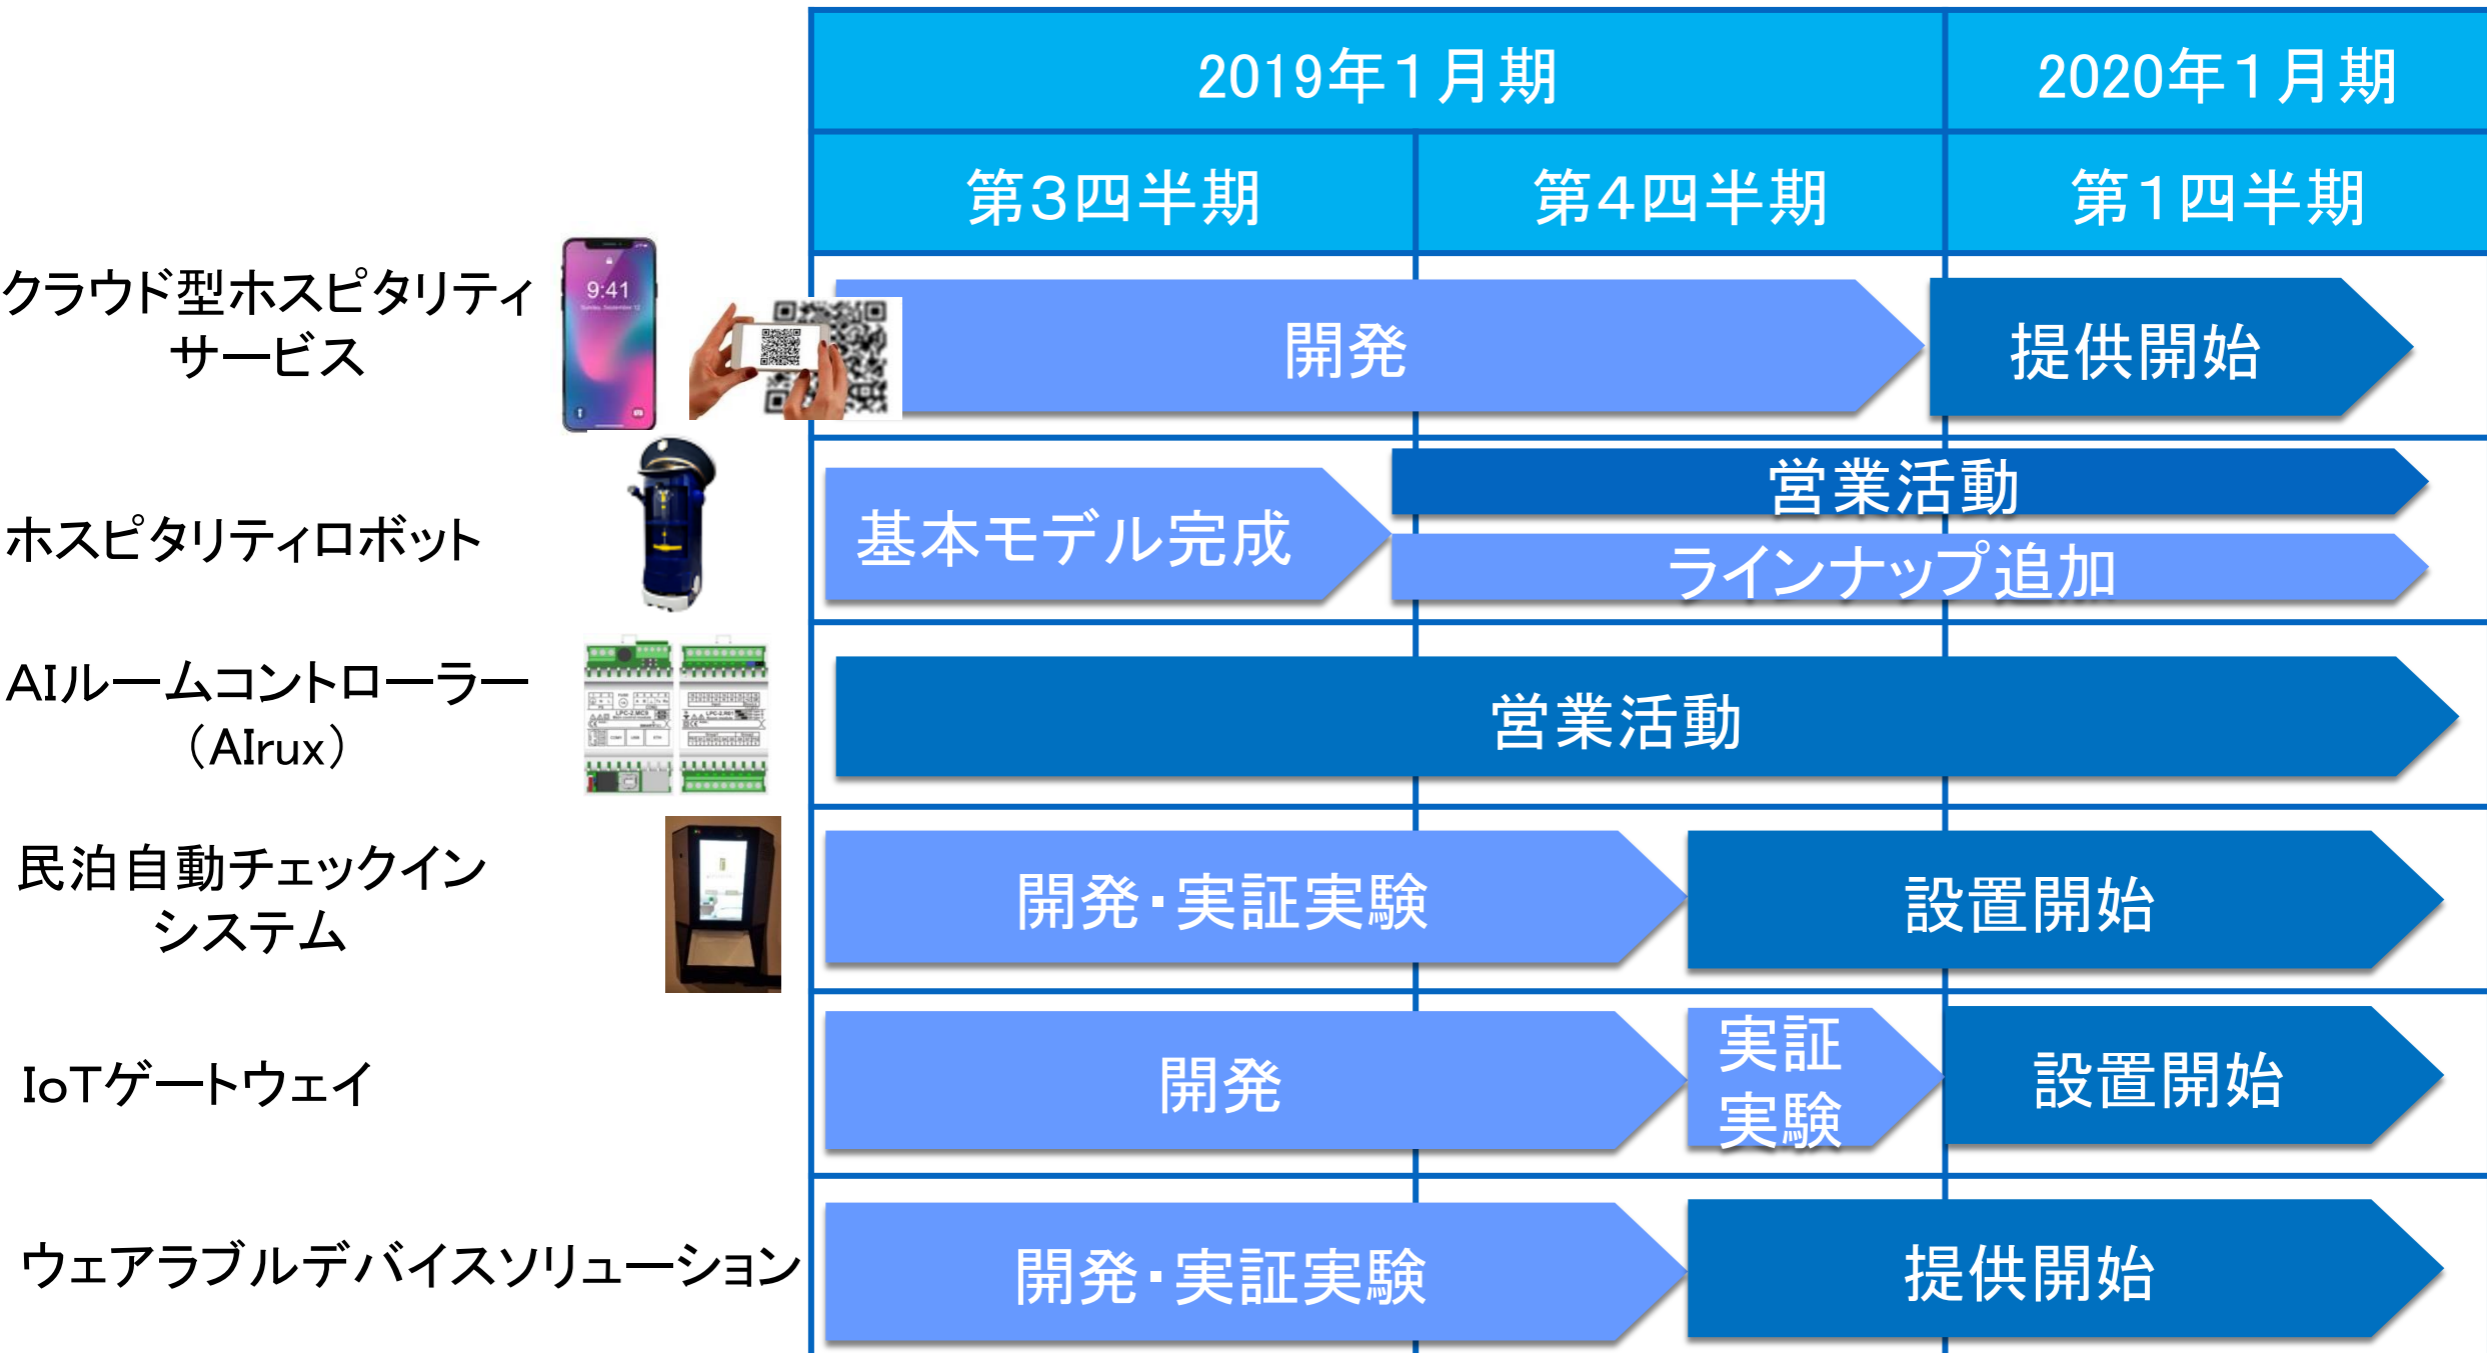 2019年１月期
2020年１月期
第３四半期
第４四半期
第１四半期
クラウド型ホスピタリティ
サービス
9:41
開発
提供開始
ホスピタリティロボット
基本モデル完成
営業活動
ラインナップ追加
AIルームコントローラー
（AIrux）
営業活動
民泊自動チェックイン
システム
開発・実証実験
設置開始
IoTゲートウェイ
開発
実証
実験
設置開始
ウェアラブルデバイスソリューション
開発・実証実験
提供開始